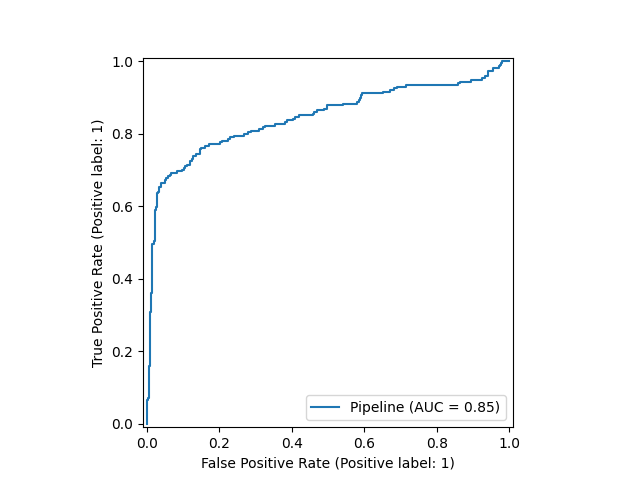 1.0
0.8
0.6
0.4
0.2
0.0
True Positive Rate (Positive label: 1)
Pipeline (AUC = 0.85)
0.0 0.2 0.4 0.6 0.8 1.0
False Positive Rate (Positive label: 1)